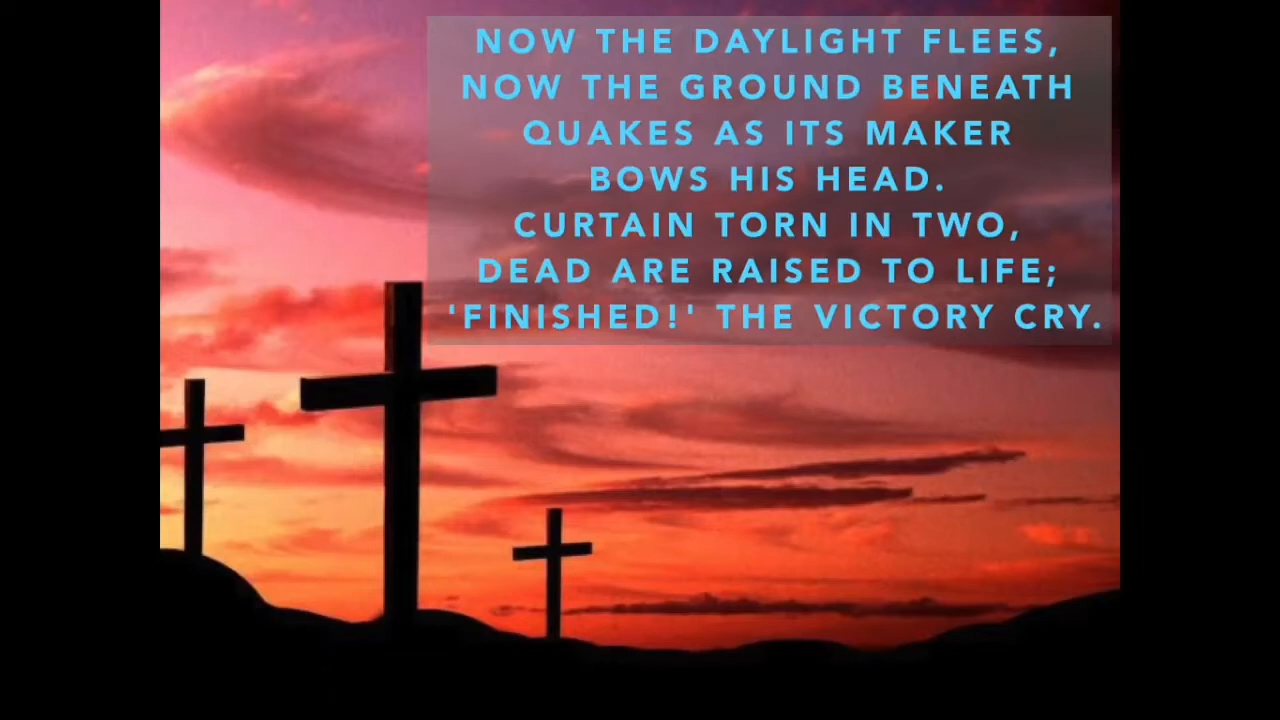 NOW THE DAYLIGHT FLEES,
NOW THE GROUND BENEATH
QUAKES AS ITS MAKER
BOWS HIS HEAD.
CURTAIN TORN IN TWO,
DEAD ARE RAISED TO LIFE;
'FINISHED!' THE VICTORY CRY.